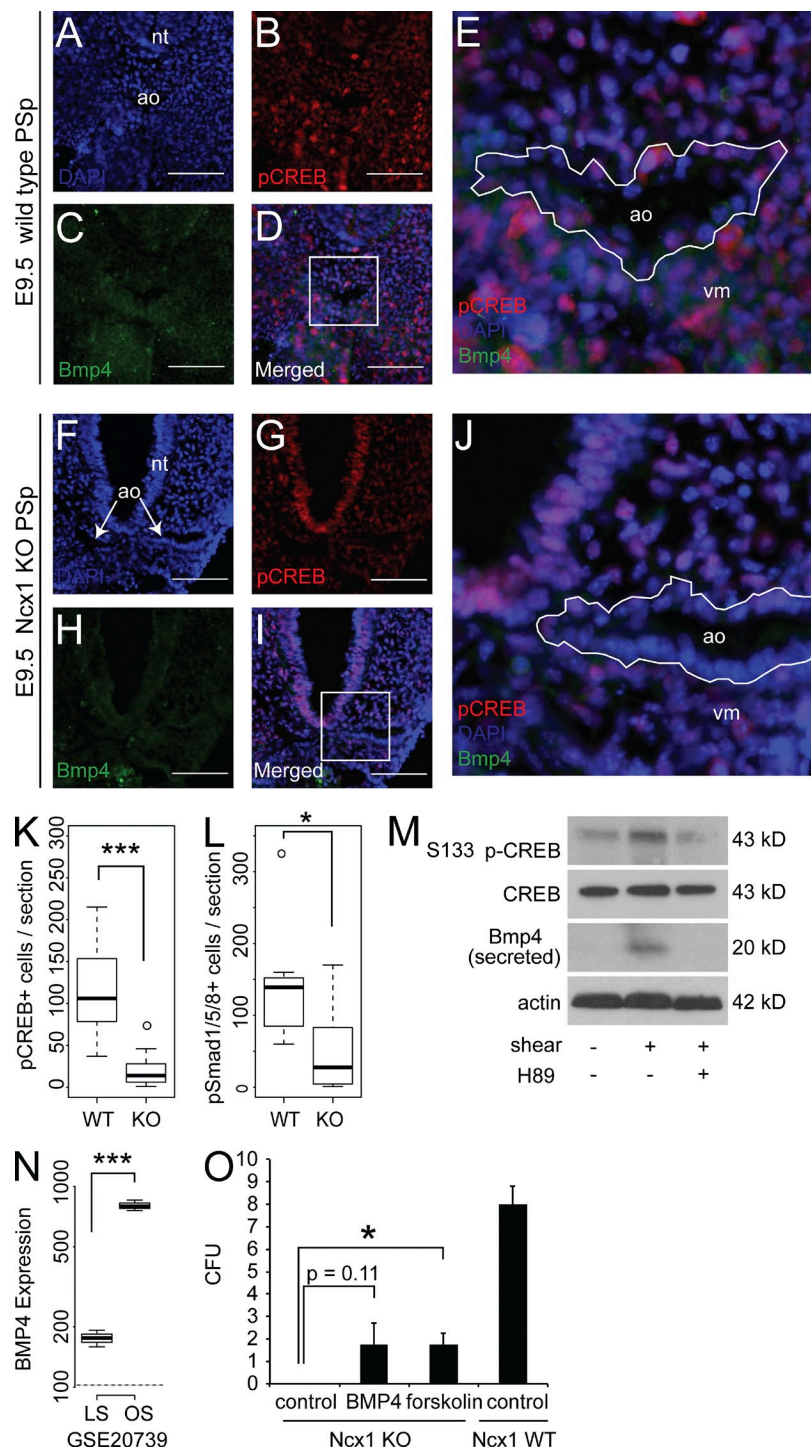 E9.5 wild type PSp
A
nt
ao
DAPI
B
pCREB
C
Bmp4
D
Merged
E
ao
vm
pCREB
DAPI
Bmp4
E9.5 Ncx1 KO PSp
F
nt
ao
DAPI
G
pCREB
H
Bmp4
I
Merged
J
ao
vm
pCREB
DAPI
Bmp4
K
pCREB+ cells / section
0 50 100 150 200 250 300
***
WT KO
L
pSmad1/5/8+ cells / section
0 100 200 300
*
WT KO
M
S133 p-CREB 43 kD
CREB 43 kD
Bmp4
(secreted) 20 kD
actin 42 kD
shear - + +
H89 - - +
N
BMP4 Expression
100 200 500 1000
***
LS OS
GSE20739
O
CFU
10
9
8
7
6
5
4
3
2
1
0
*
p = 0.11
control BMP4 forskolin control
Ncx1 KO Ncx1 WT